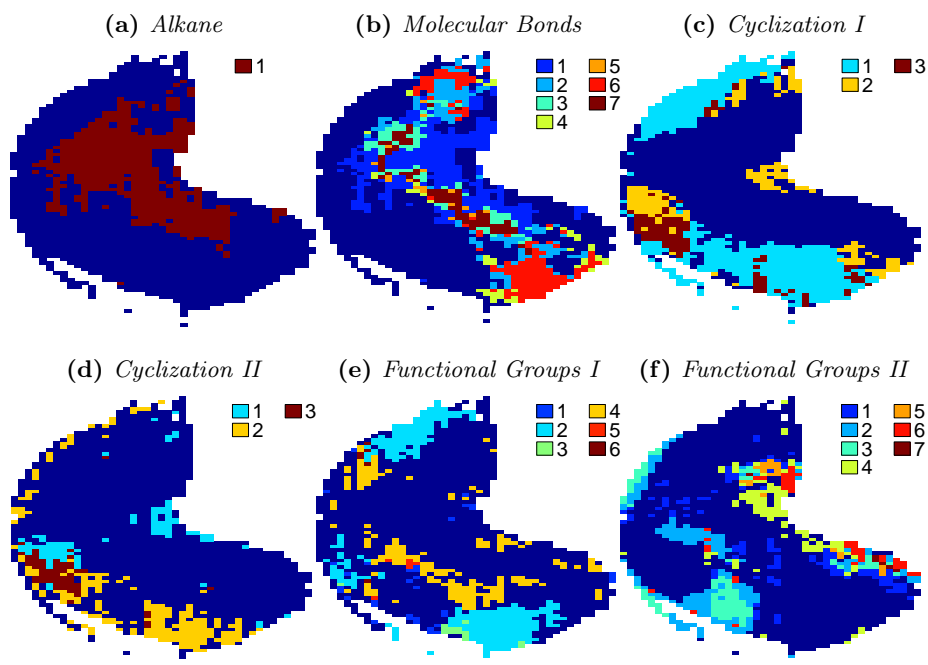 (a) Alkane
1
(b) Molecular Bonds
1 5
2 6
3 7
4
(c) Cyclization I
1 3
2
(d) Cyclization II
1 3
2
(e) Functional Groups I
1 4
2 5
3 6
(f) Functional Groups II
1 5
2 6
3 7
4